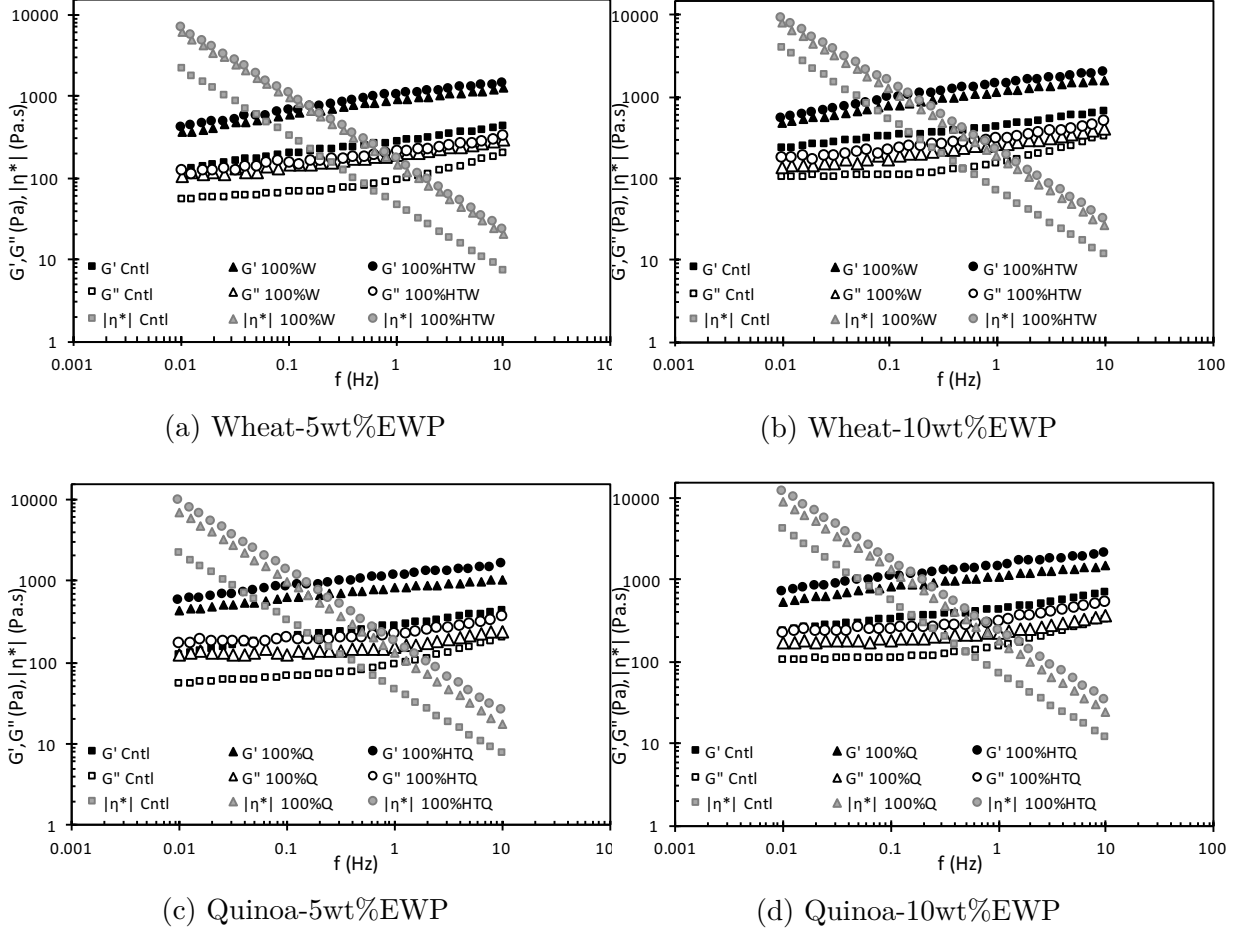 10000
1000
100
10
1
G',G'' (Pa),|η*| (Pa.s)
G' Cntl G' 100%W G' 100%HTW
G" Cntl G" 100%W G" 100%HTW
|η*| Cntl |η*| 100%W |η*| 100%HTW
0.001 0.01 0.1 1 10
f (Hz)
(a) Wheat-5wt%EWP
10000
1000
100
10
1
G',G'' (Pa),|η*| (Pa.s)
G' Cntl G' 100%W G' 100%HTW
G" Cntl G" 100%W G" 100%HTW
|η*| Cntl |η*| 100%W |η*| 100%HTW
0.001 0.01 0.1 1 10 100
f (Hz)
(b) Wheat-10wt%EWP
10000
1000
100
10
1
G',G'' (Pa),|η*| (Pa.s)
G' Cntl G' 100%Q G' 100%HTQ
G" Cntl G" 100%Q G" 100%HTQ
|η*| Cntl |η*| 100%Q |η*| 100%HTQ
0.001 0.01 0.1 1 10
f (Hz)
(c) Quinoa-5wt%EWP
10000
1000
100
10
1
G',G'' (Pa),|η*| (Pa.s)
G' Cntl G' 100%Q G' 100%HTQ
G" Cntl G" 100%Q G" 100%HTQ
|η*| Cntl |η*| 100%Q |η*| 100%HTQ
0.001 0.01 0.1 1 10 100
f (Hz)
(d) Quinoa-10wt%EWP